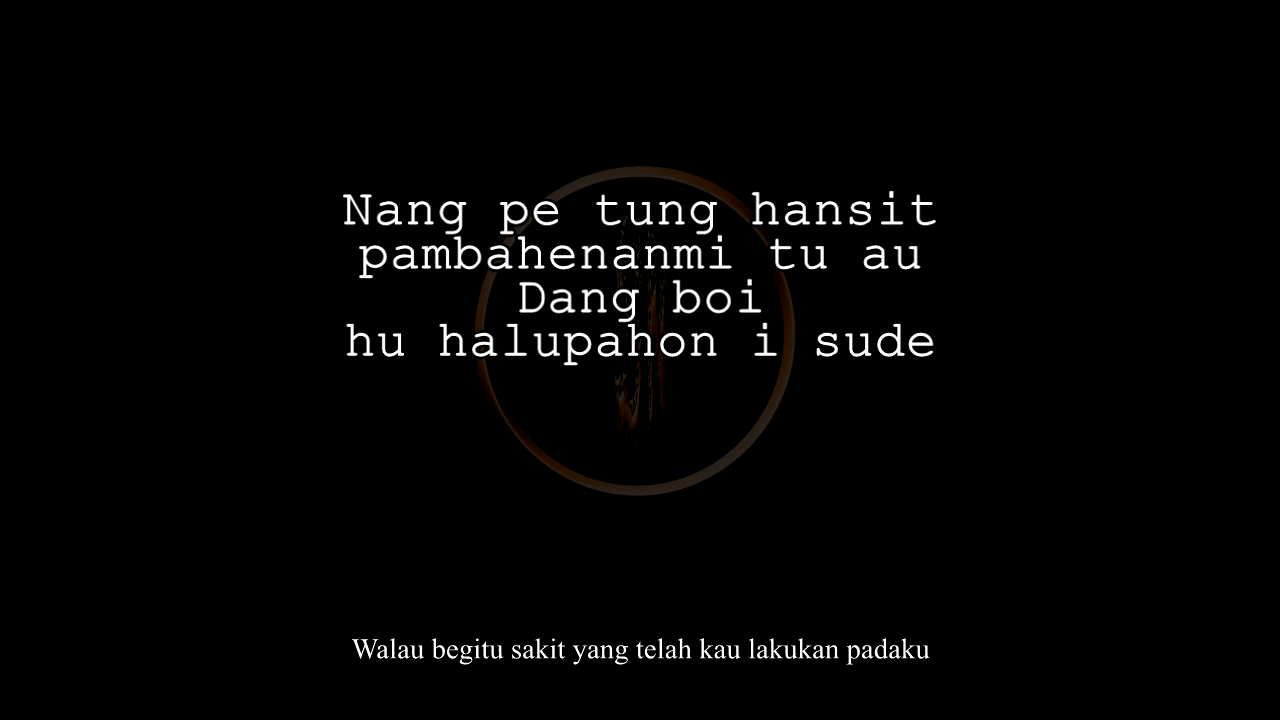 Nang pe tung hansit
pambahenanmi tu au
Dang boi
hu halupahon i sude
Walau begitu sakit yang telah kau lakukan padaku